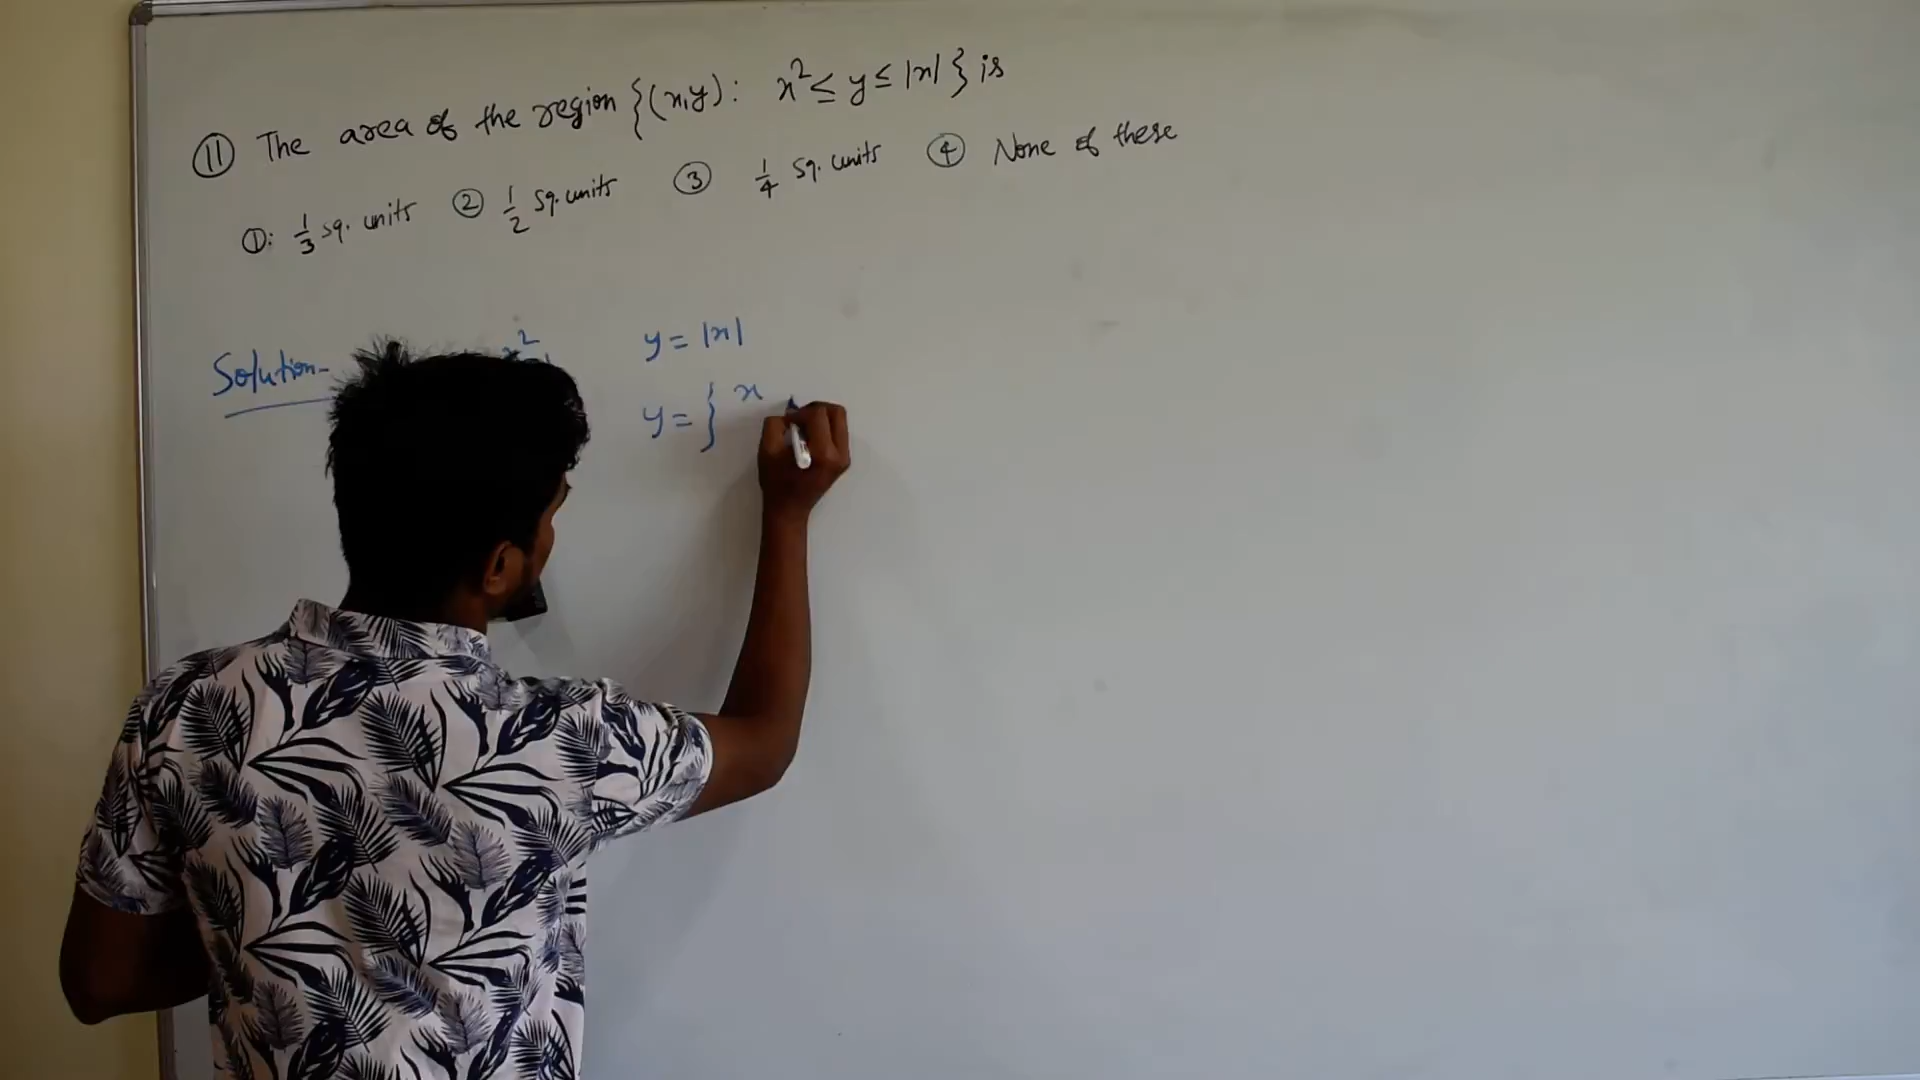 ⑪ The area of the region {(x,y): x² ≤ y ≤ |x| } is
①: 1/3 sq. units ② 1/2 sq. units ③ 1/4 sq. units ④ None of these
Solution- x² y = |x|
y = { x